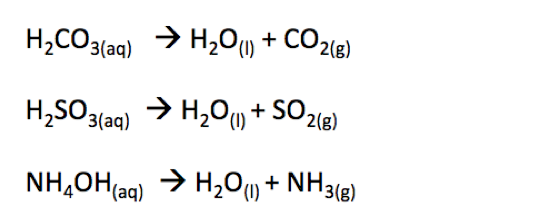 H₂CO₃(aq) → H₂O(l) + CO₂(g)
H₂SO₃(aq) → H₂O(l) + SO₂(g)
NH₄OH(aq) → H₂O(l) + NH₃(g)